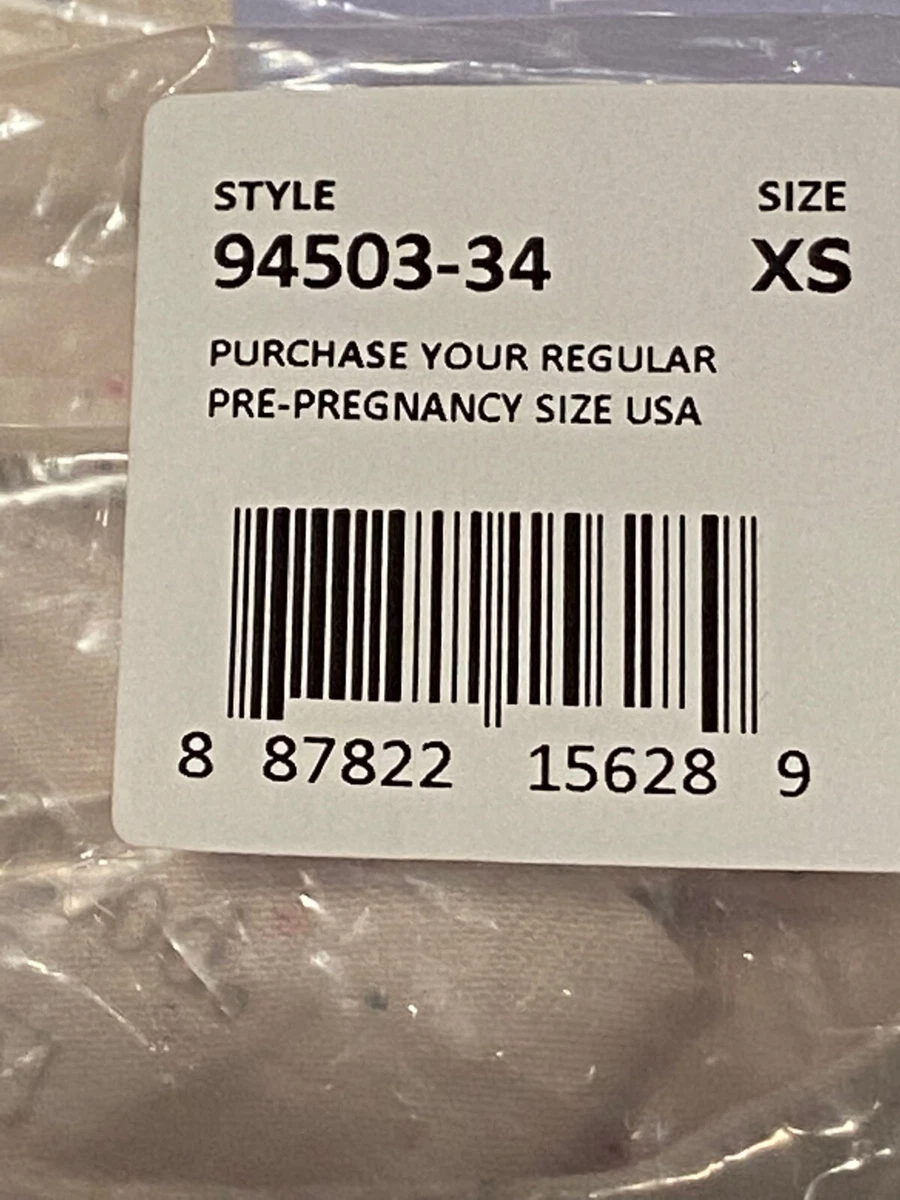 STYLE SIZE
94503-34 XS
PURCHASE YOUR REGULAR
PRE-PREGNANCY SIZE USA
8 87822 15628 9